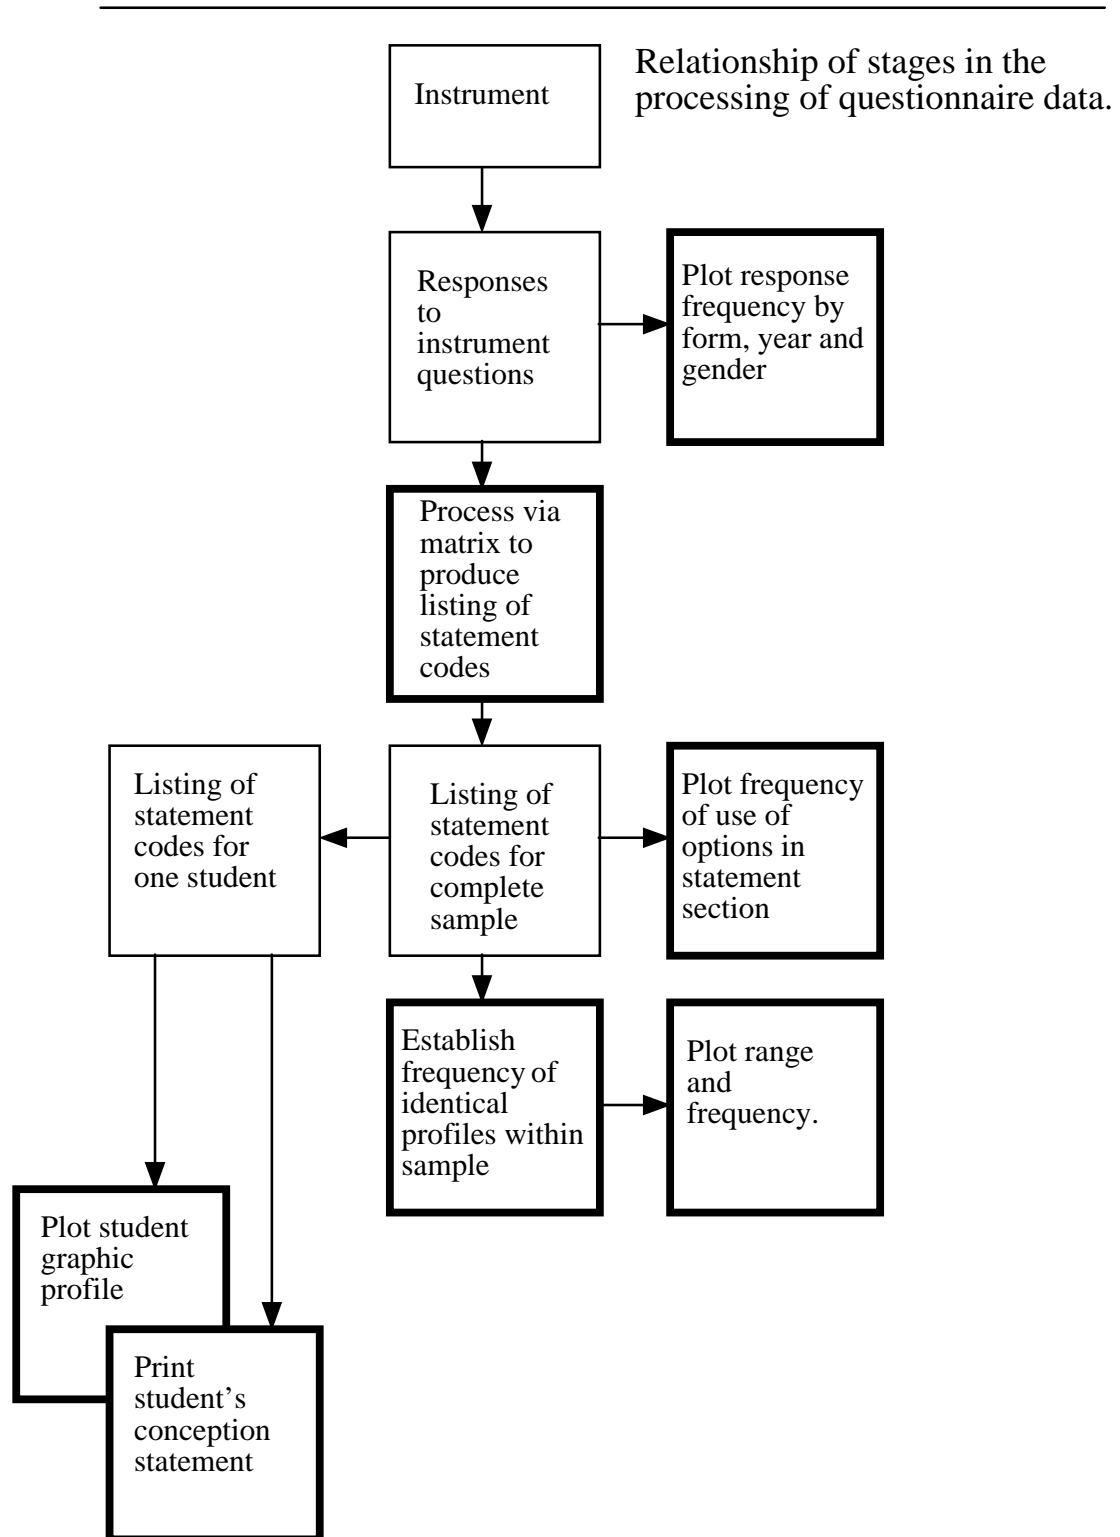 Relationship of stages in the
processing of questionnaire data.
Instrument
Responses
to
instrument
questions
Plot response
frequency by
form, year and
gender
Process via
matrix to
produce
listing of
statement
codes
Listing of
statement
codes for
one student
Listing of
statement
codes for
complete
sample
Plot frequency
of use of
options in
statement
section
Establish
frequency of
identical
profiles within
sample
Plot range
and
frequency.
Plot student
graphic
profile
Print
student’s
conception
statement